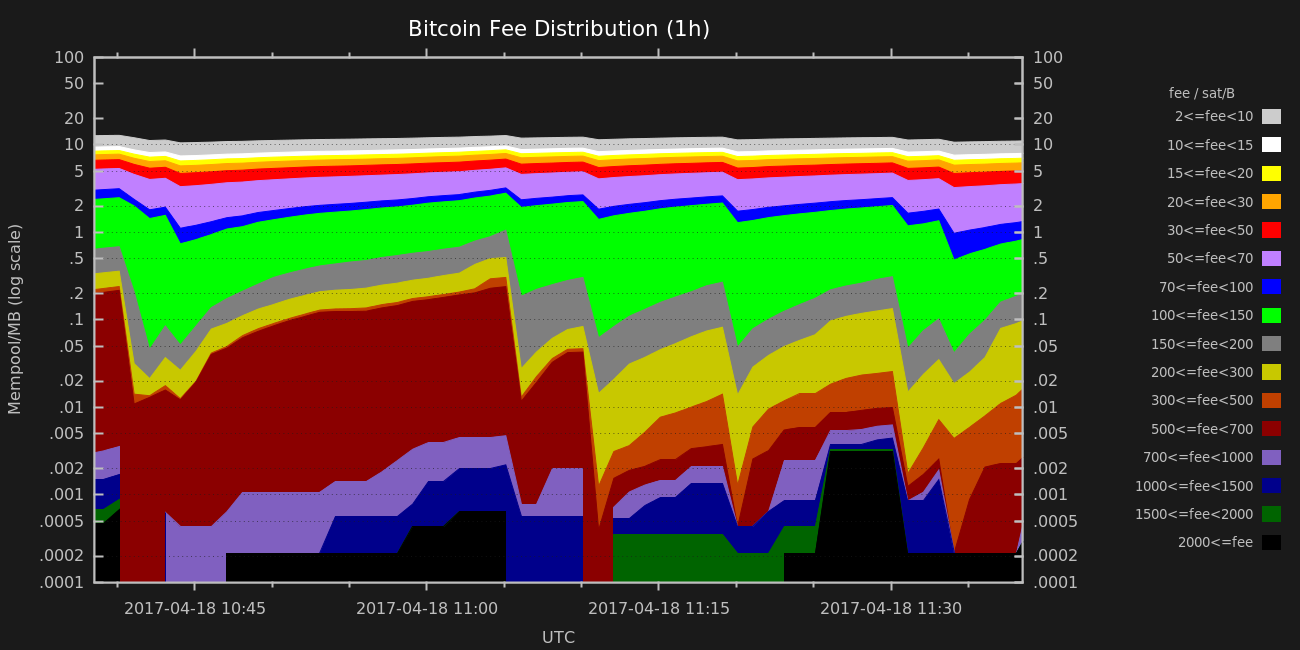 Bitcoin Fee Distribution (1h)
100 100
50 50
20 20
10 10
5 5
2 2
1 1
.5 .5
.2 .2
.1 .1
.05 .05
.02 .02
.01 .01
.005 .005
.002 .002
.001 .001
.0005 .0005
.0002 .0002
.0001 .0001
Mempool/MB (log scale)
2017-04-18 10:45 2017-04-18 11:00 2017-04-18 11:15 2017-04-18 11:30
UTC
fee / sat/B
2<=fee<10
10<=fee<15
15<=fee<20
20<=fee<30
30<=fee<50
50<=fee<70
70<=fee<100
100<=fee<150
150<=fee<200
200<=fee<300
300<=fee<500
500<=fee<700
700<=fee<1000
1000<=fee<1500
1500<=fee<2000
2000<=fee